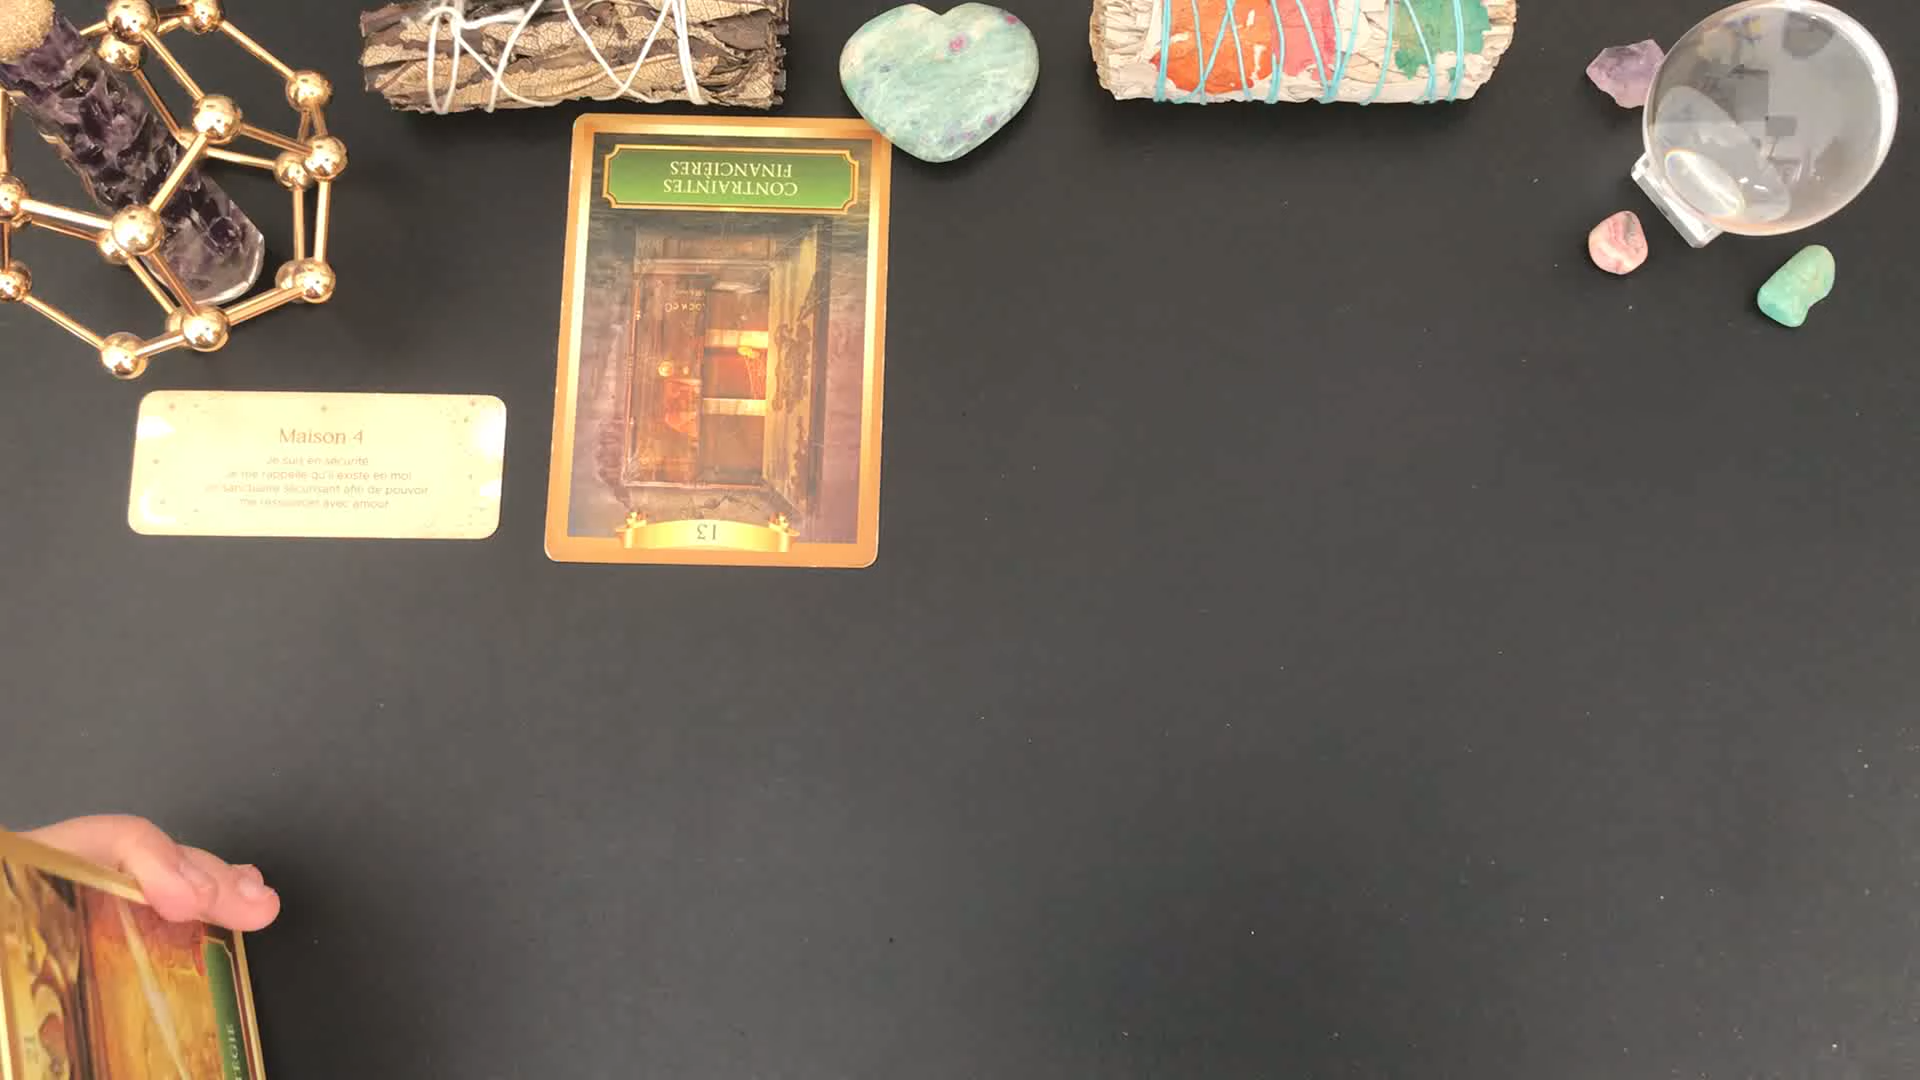 CONTRAINTES
FINANCIÈRES
13
Maison 4
Je suis en sécurité
Je me rappelle qu'il existe en moi
un sanctuaire sécurisant afin de pouvoir
me ressourcer avec amour